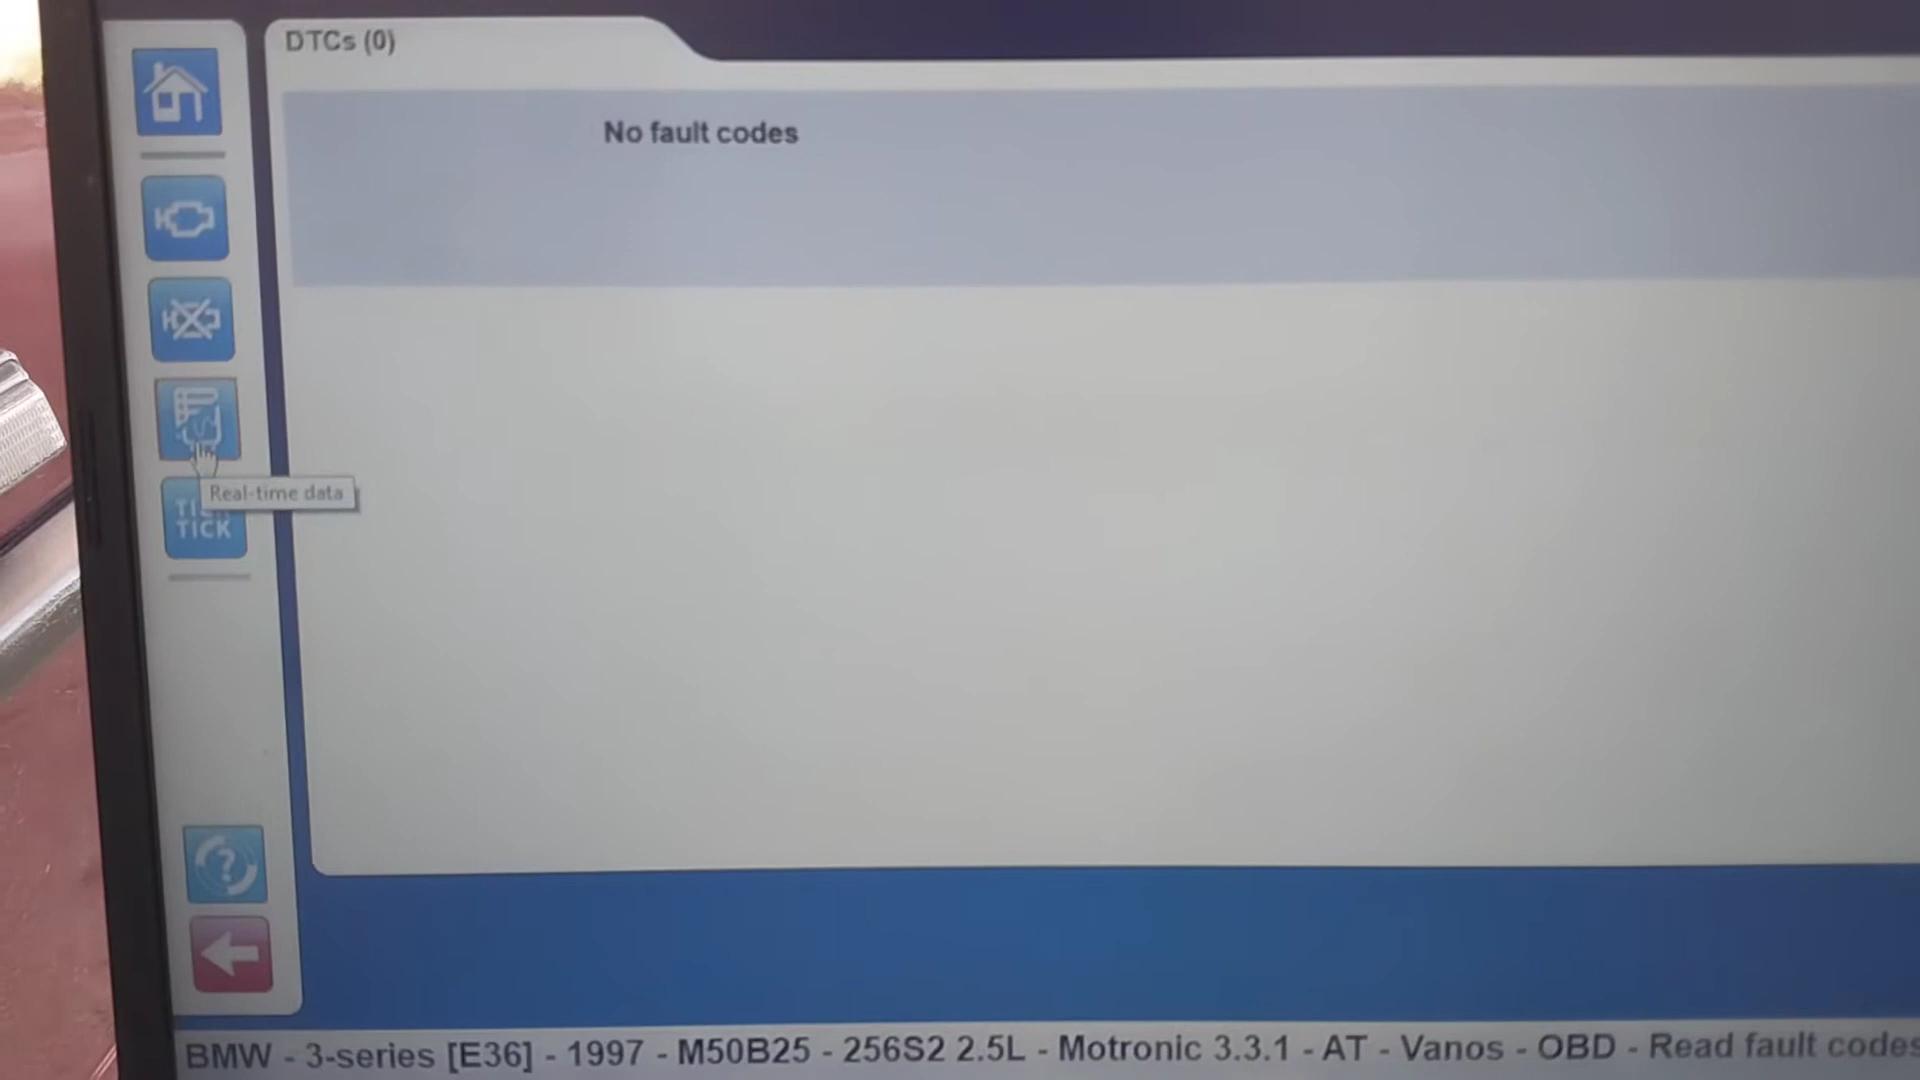 DTCs (0)
No fault codes
Real-time data
TICK
BMW - 3-series [E36] - 1997 - M50B25 - 256S2 2.5L - Motronic 3.3.1 - AT - Vanos - OBD - Read fault codes